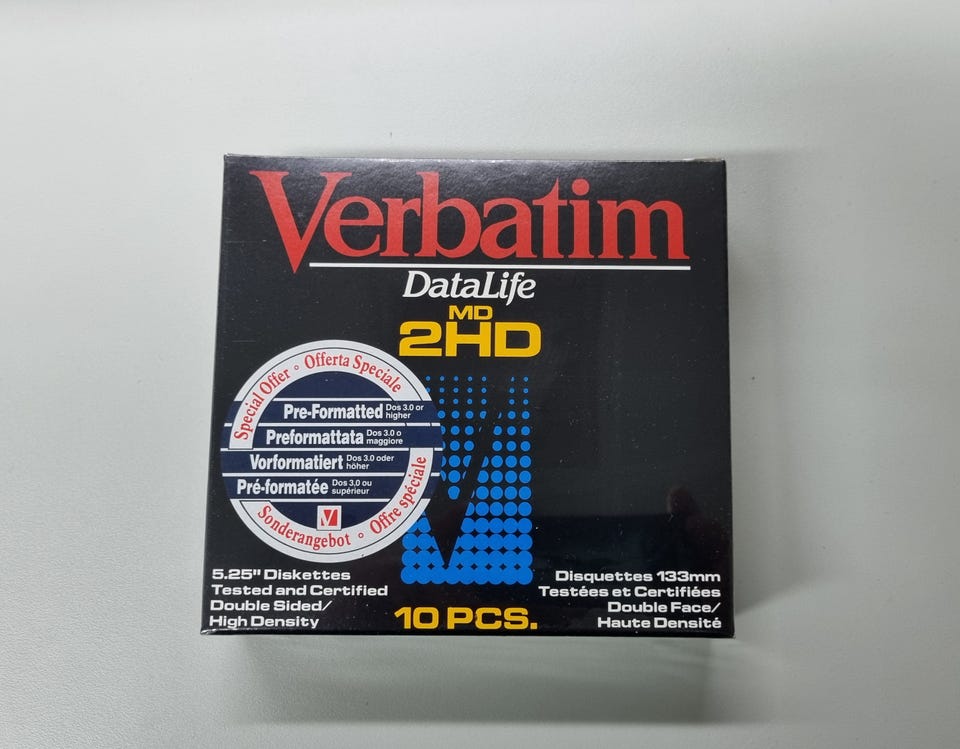 Verbatim
DataLife
MD
2HD
Special Offer ◦ Offerta Speciale
Pre-Formatted Dos 3.0 or higher
Preformattata Dos 3.0 o maggiore
Vorformatiert Dos 3.0 oder höher
Pré-formatée Dos 3,0 ou supérieur
Sonderangebot ◦ Offre spéciale
5.25" Diskettes
Tested and Certified
Double Sided/
High Density
10 PCS.
Disquettes 133mm
Testées et Certifiées
Double Face/
Haute Densité